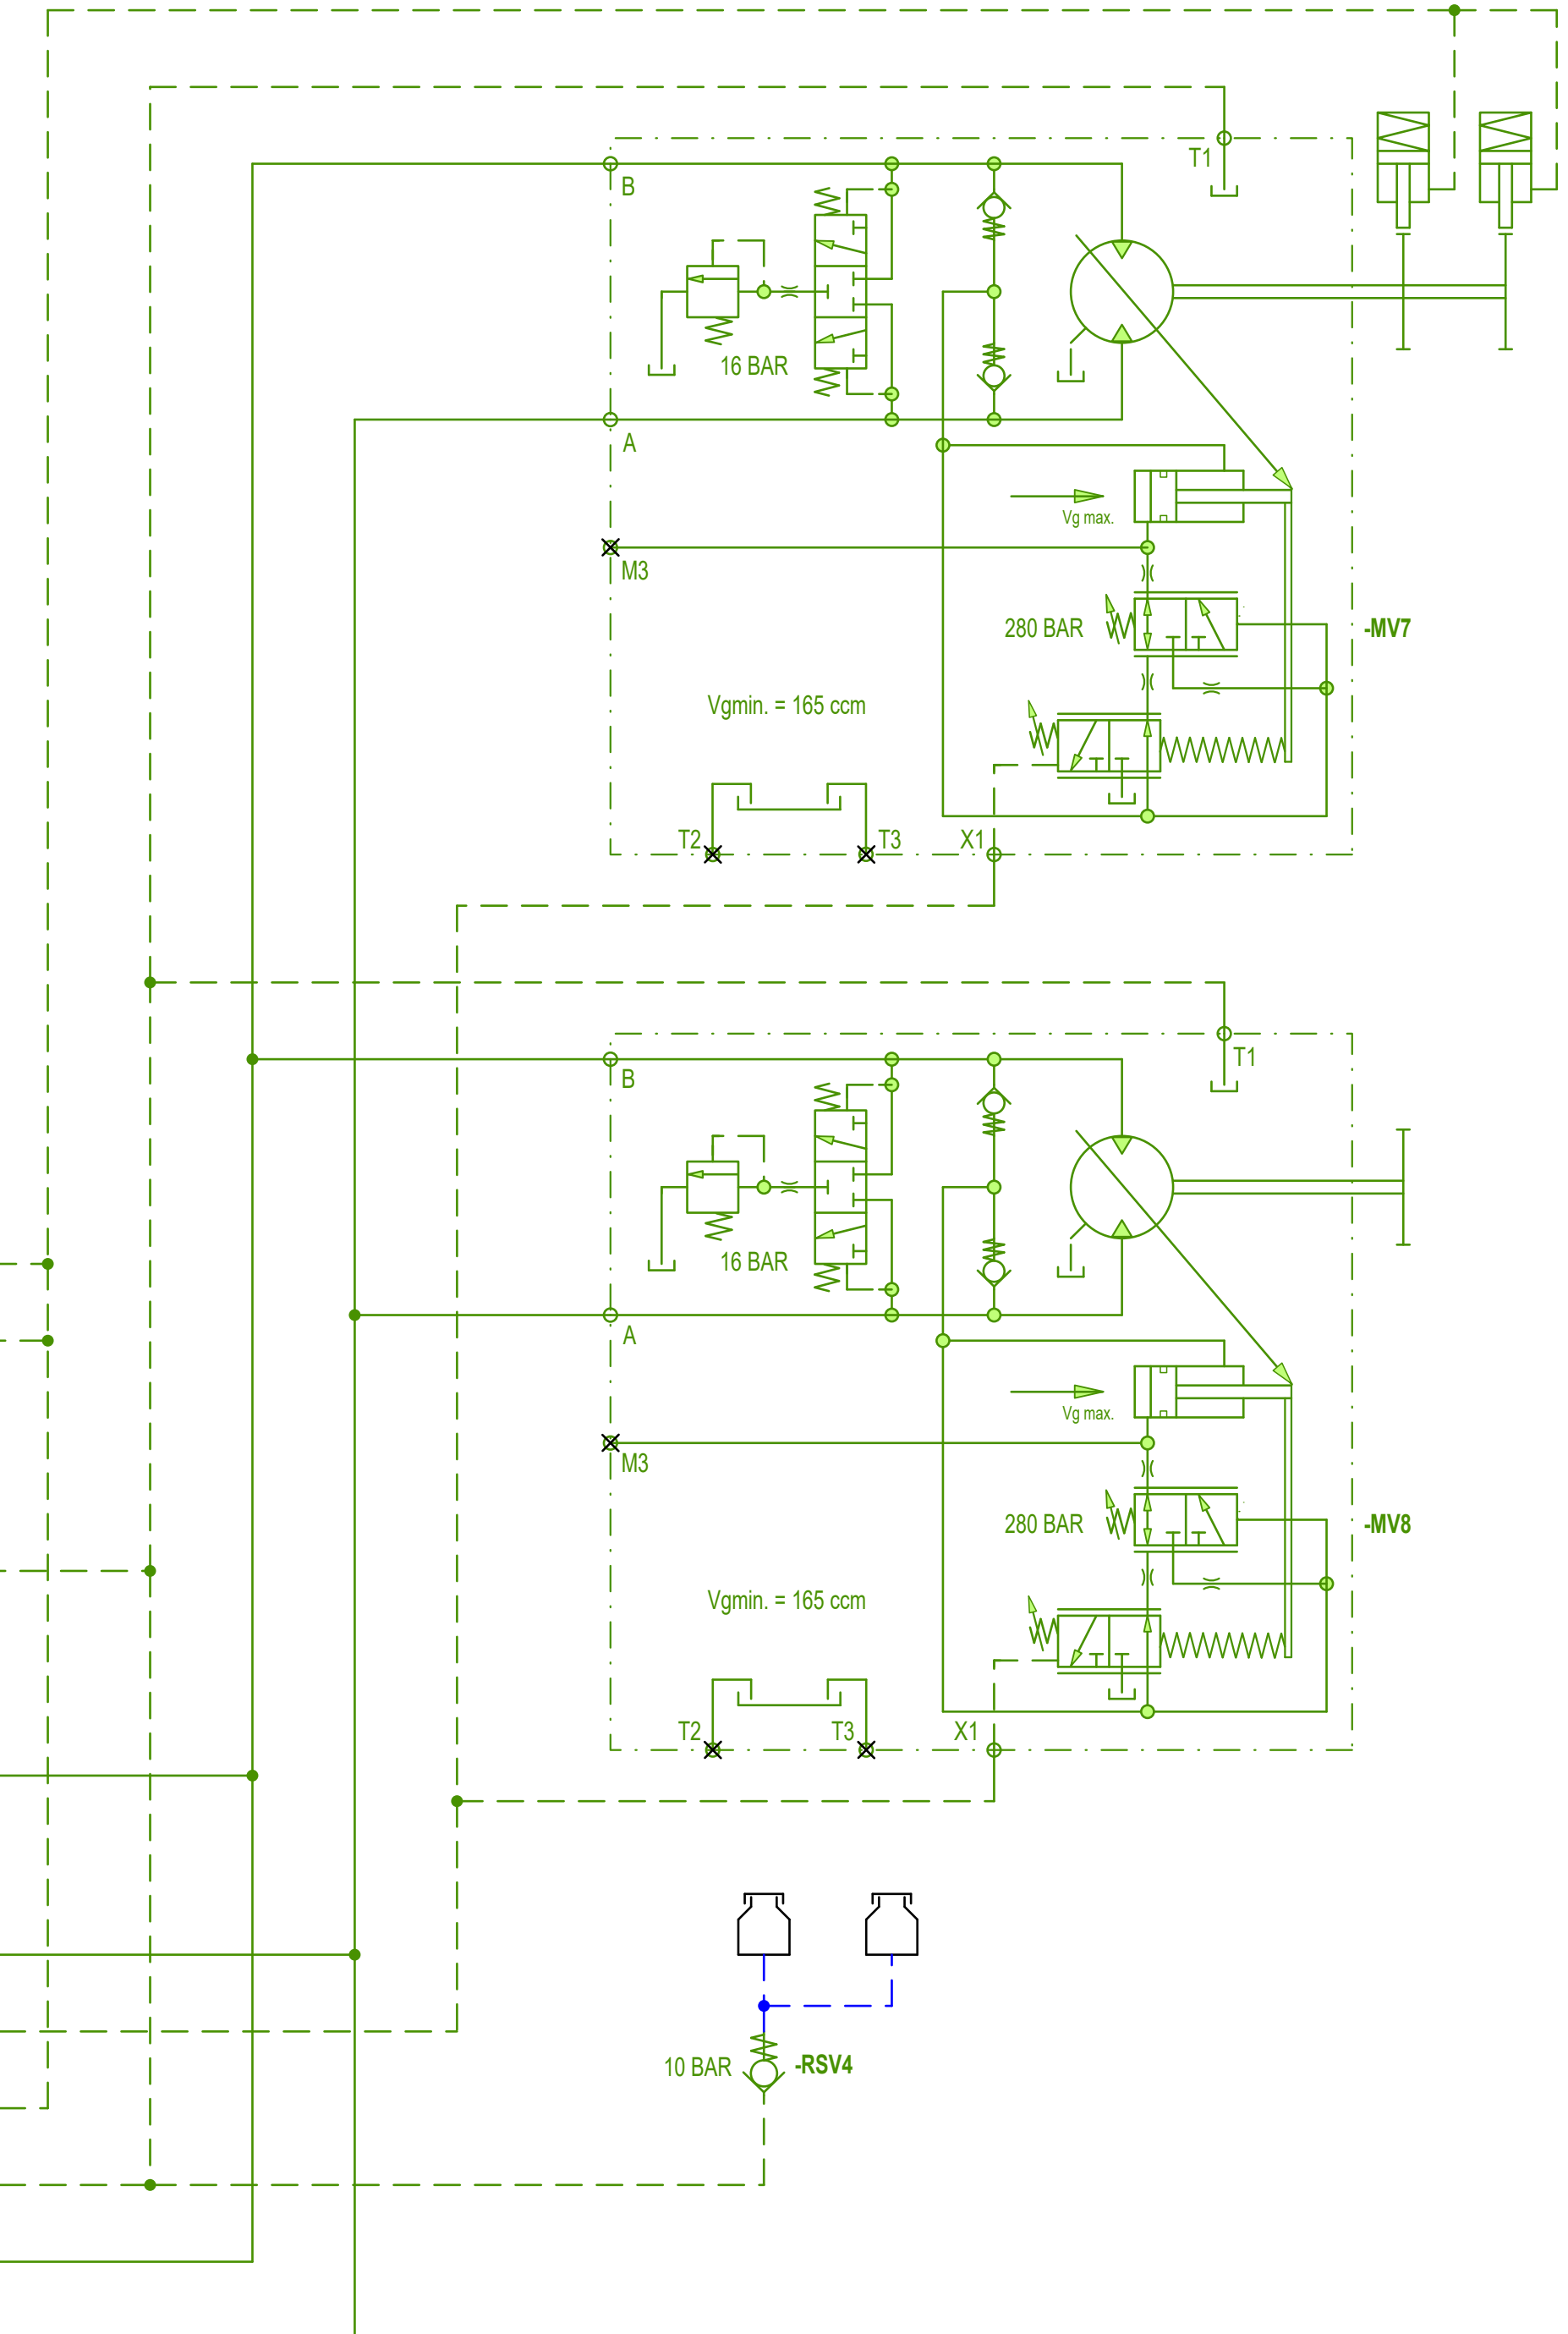 T1
B
16 BAR
A
Vg max.
M3
280 BAR
-MV7
Vgmin. = 165 ccm
T2
T3
X1
T1
B
16 BAR
A
Vg max.
M3
280 BAR
-MV8
Vgmin. = 165 ccm
T2
T3
X1
10 BAR
-RSV4